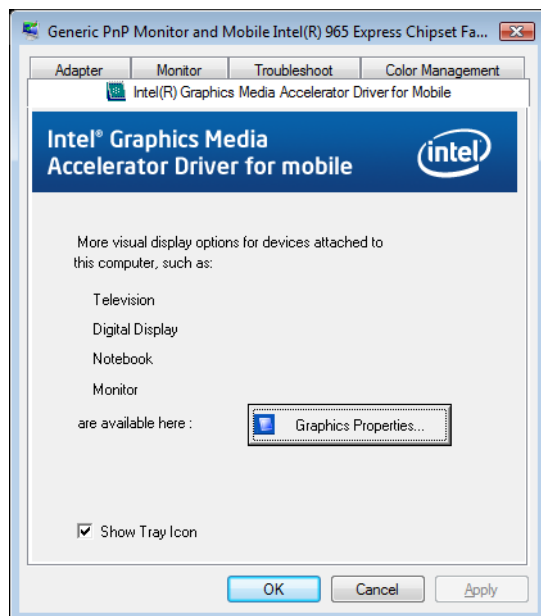 Generic PnP Monitor and Mobile Intel(R) 965 Express Chipset Fa...
Adapter
Monitor
Troubleshoot
Color Management
Intel(R) Graphics Media Accelerator Driver for Mobile
Intel® Graphics Media
Accelerator Driver for mobile
intel
More visual display options for devices attached to
this computer, such as:
Television
Digital Display
Notebook
Monitor
are available here :
Graphics Properties...
Show Tray Icon
OK
Cancel
Apply